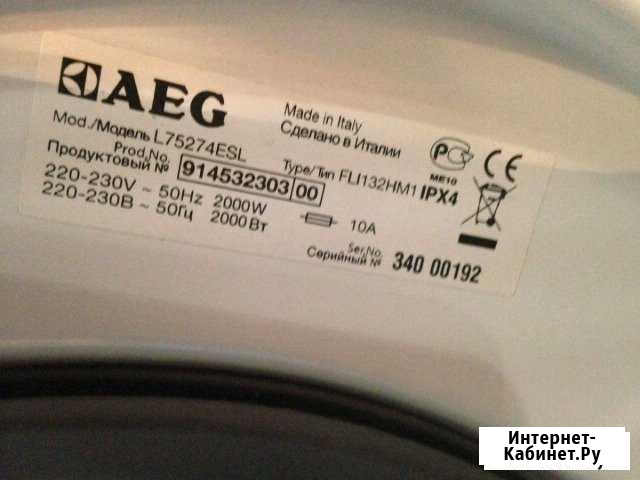 AEG
Made in Italy
Сделано в Италии
Mod./Модель L75274ESL
Prod.No.
Продуктовый № 914532303 00
Type/Тип FLI132HM1 IPX4
РС CE
ME10
220-230V ~ 50Hz 2000W
220-230В ~ 50Гц 2000Вт
10A
Ser.No.
Серийный № 340 00192
Интернет-
Кабинет.Ру